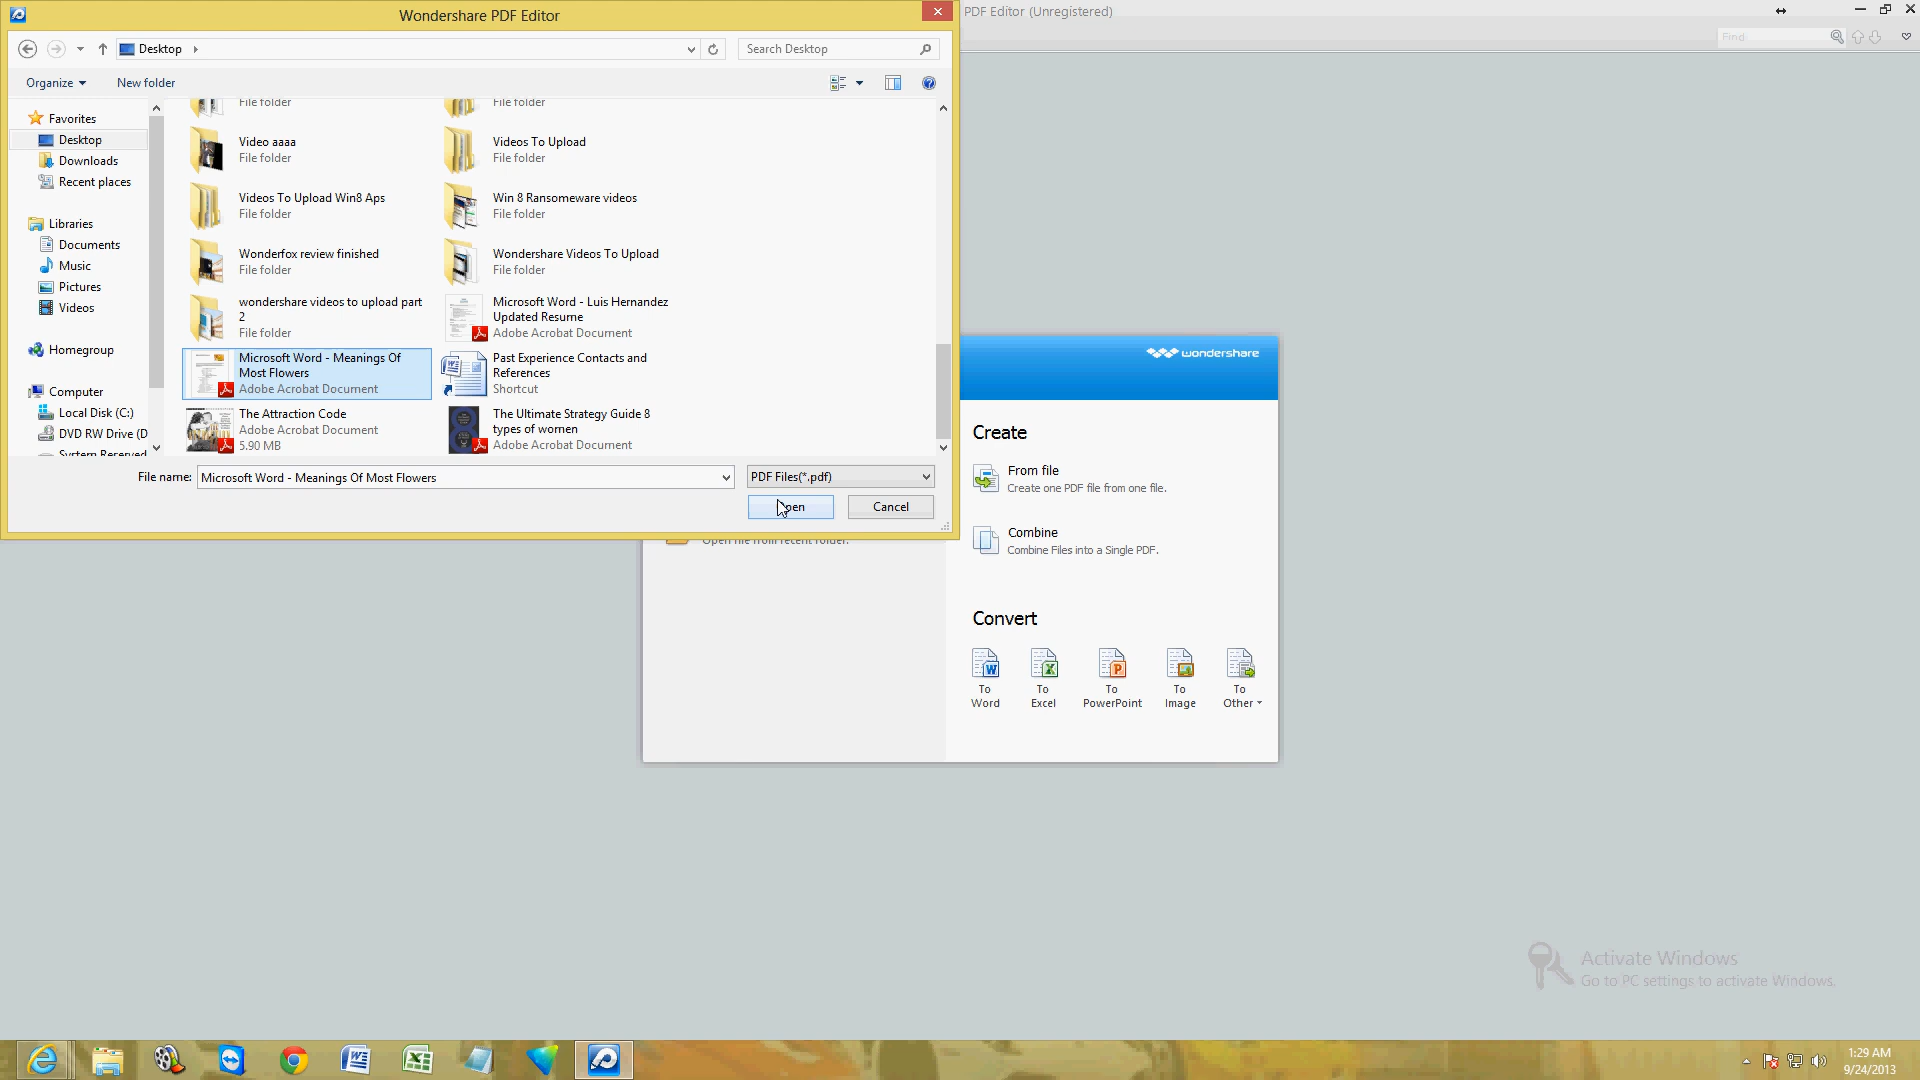 Wondershare PDF Editor
PDF Editor (Unregistered)
Desktop
Search Desktop
Find
Organize
New folder
Favorites
Desktop
Downloads
Recent places
Libraries
Documents
Music
Pictures
Videos
Homegroup
Computer
Local Disk (C:)
DVD RW Drive (D
System Reserved
File folder
File folder
Video aaaa
File folder
Videos To Upload
File folder
Videos To Upload Win8 Aps
File folder
Win 8 Ransomeware videos
File folder
Wonderfox review finished
File folder
Wondershare Videos To Upload
File folder
wondershare videos to upload part
2
File folder
Microsoft Word - Luis Hernandez
Updated Resume
Adobe Acrobat Document
Microsoft Word - Meanings Of
Most Flowers
Adobe Acrobat Document
Past Experience Contacts and
References
Shortcut
The Attraction Code
Adobe Acrobat Document
5.90 MB
The Ultimate Strategy Guide 8
types of women
Adobe Acrobat Document
File name:
Microsoft Word - Meanings Of Most Flowers
PDF Files(*.pdf)
Open
Cancel
Open file from recent folder.
wondershare
Create
From file
Create one PDF file from one file.
Combine
Combine Files into a Single PDF.
Convert
To
Word
To
Excel
To
PowerPoint
To
Image
To
Other
Activate Windows
Go to PC settings to activate Windows.
1:29 AM
9/24/2013